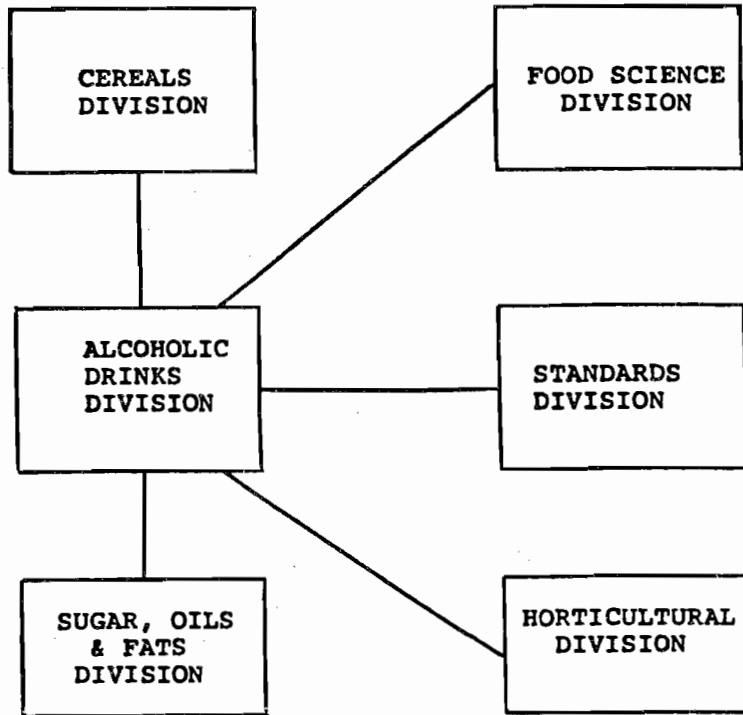 CEREALS
DIVISION
FOOD SCIENCE
DIVISION
ALCOHOLIC
DRINKS
DIVISION
STANDARDS
DIVISION
SUGAR, OILS
& FATS
DIVISION
HORTICULTURAL
DIVISION